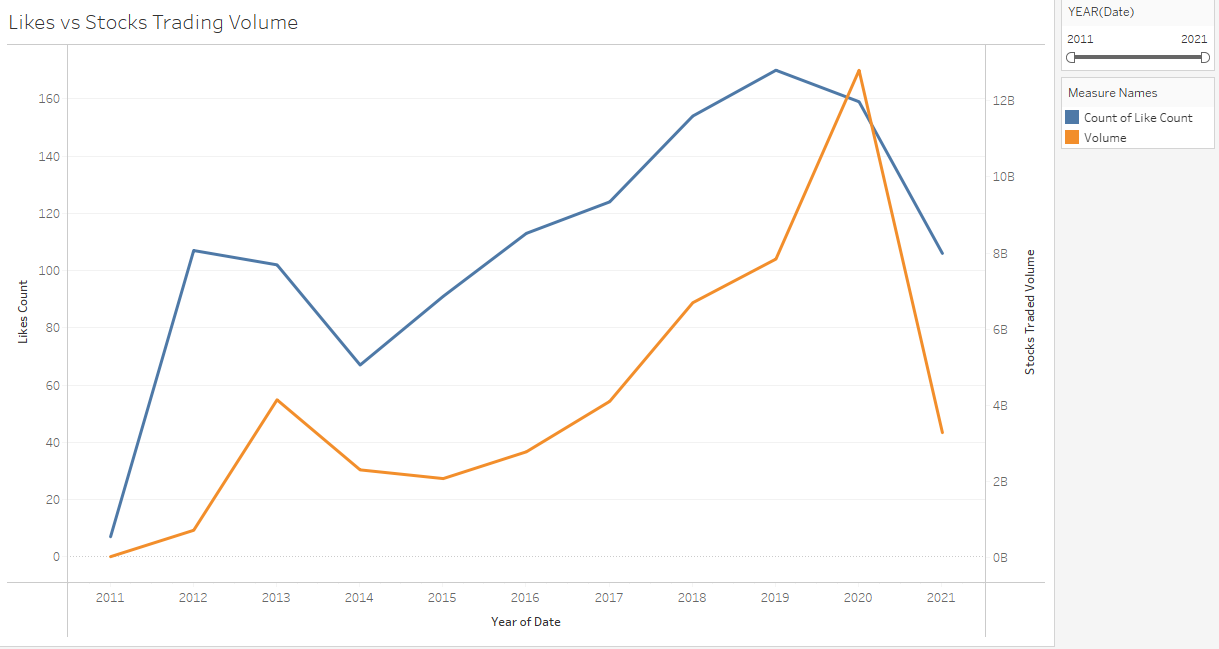 Likes vs Stocks Trading Volume
YEAR(Date)
2011 2021
Measure Names
Count of Like Count
Volume
Likes Count
160
140
120
100
80
60
40
20
0
12B
10B
8B
6B
4B
2B
0B
Stocks Traded Volume
2011 2012 2013 2014 2015 2016 2017 2018 2019 2020 2021
Year of Date